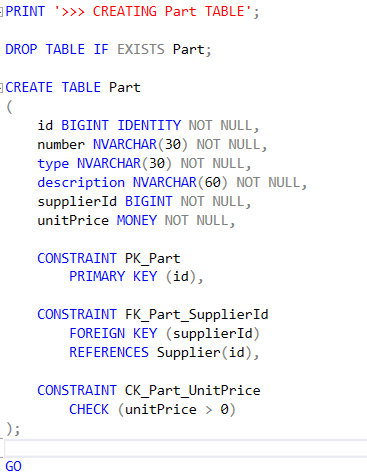 PRINT '>>> CREATING Part TABLE';
DROP TABLE IF EXISTS Part;
CREATE TABLE Part
(
    id BIGINT IDENTITY NOT NULL,
    number NVARCHAR(30) NOT NULL,
    type NVARCHAR(30) NOT NULL,
    description NVARCHAR(60) NOT NULL,
    supplierId BIGINT NOT NULL,
    unitPrice MONEY NOT NULL,
    CONSTRAINT PK_Part
        PRIMARY KEY (id),
    CONSTRAINT FK_Part_SupplierId
        FOREIGN KEY (supplierId)
        REFERENCES Supplier(id),
    CONSTRAINT CK_Part_UnitPrice
        CHECK (unitPrice > 0)
);
GO